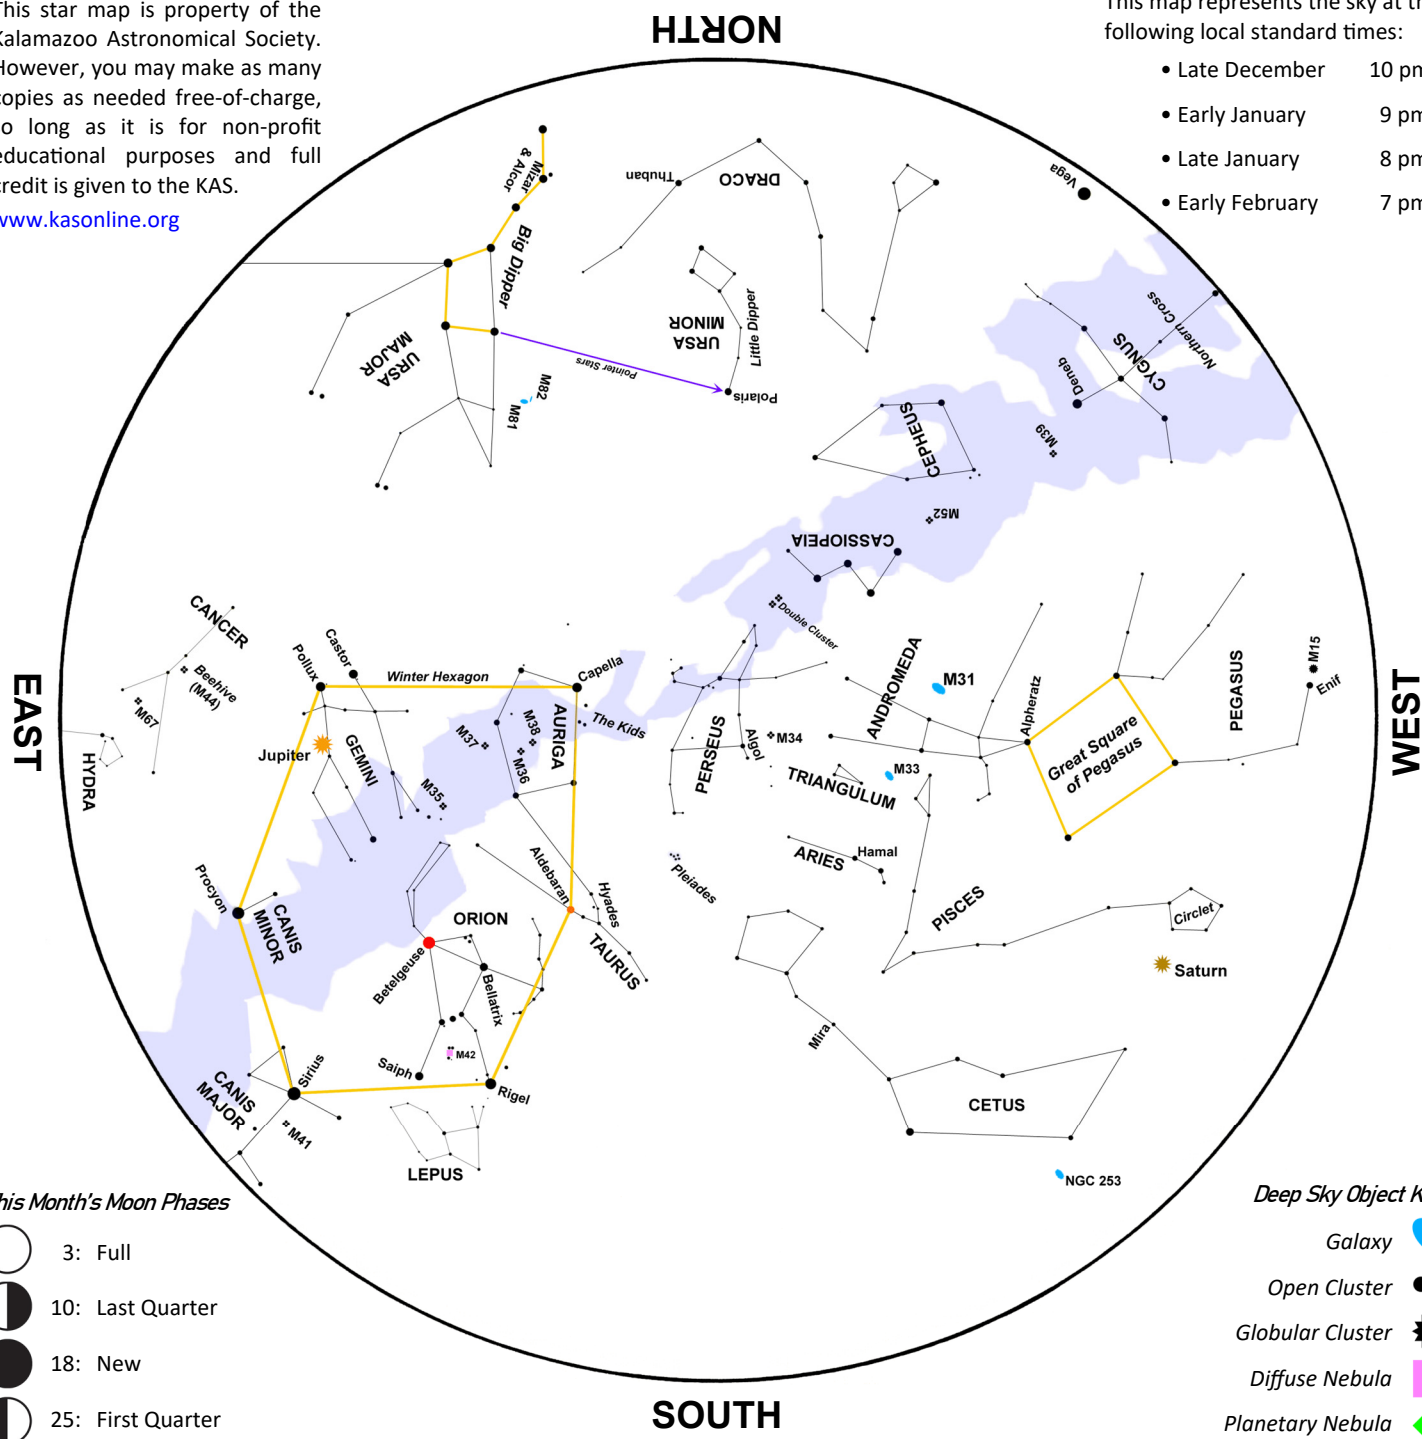 This star map is property of the
Kalamazoo Astronomical Society.
However, you may make as many
copies as needed free-of-charge,
so long as it is for non-profit
educational purposes and full
credit is given to the KAS.
www.kasonline.org
NORTH
This map represents the sky at the
following local standard times:
• Late December 10 pm
• Early January 9 pm
• Late January 8 pm
• Early February 7 pm
Mizar
& Alcor
Big Dipper
Thuban
DRACO
Vega
URSA
MAJOR
Pointer Stars
M82
M81
URSA
MINOR
Little Dipper
Polaris
Northern Cross
CYGNUS
Deneb
M39
CEPHEUS
M52
CASSIOPEIA
Double Cluster
CANCER
Beehive
(M44)
M67
HYDRA
EAST
Pollux
Castor
Winter Hexagon
Capella
The Kids
Jupiter
GEMINI
M37
M38
M36
M35
AURIGA
PERSEUS
Algol
M34
ANDROMEDA
M31
M33
TRIANGULUM
Alpheratz
Great Square
of Pegasus
PEGASUS
M15
Enif
WEST
ARIES
Hamal
Pleiades
PISCES
Circlet
Saturn
Procyon
CANIS
MINOR
ORION
Aldebaran
Hyades
TAURUS
Betelgeuse
Bellatrix
M42
Saiph
Rigel
Sirius
CANIS
MAJOR
M41
LEPUS
Mira
CETUS
NGC 253
This Month's Moon Phases
3: Full
10: Last Quarter
18: New
25: First Quarter
SOUTH
Deep Sky Object K
Galaxy
Open Cluster
Globular Cluster
Diffuse Nebula
Planetary Nebula